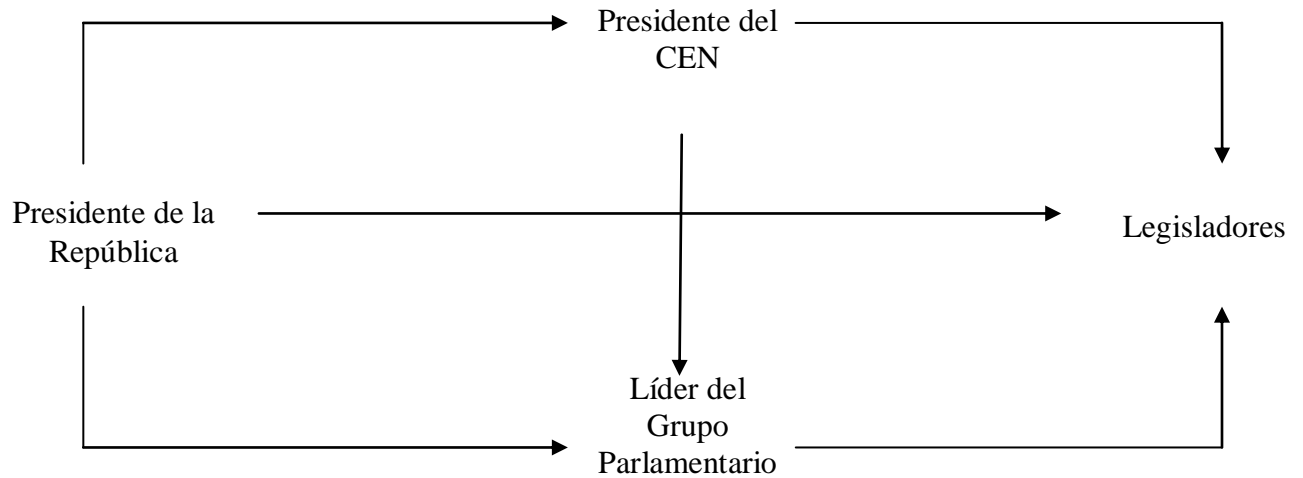 Presidente del
CEN
Presidente de la
República
Legisladores
Líder del
Grupo
Parlamentario